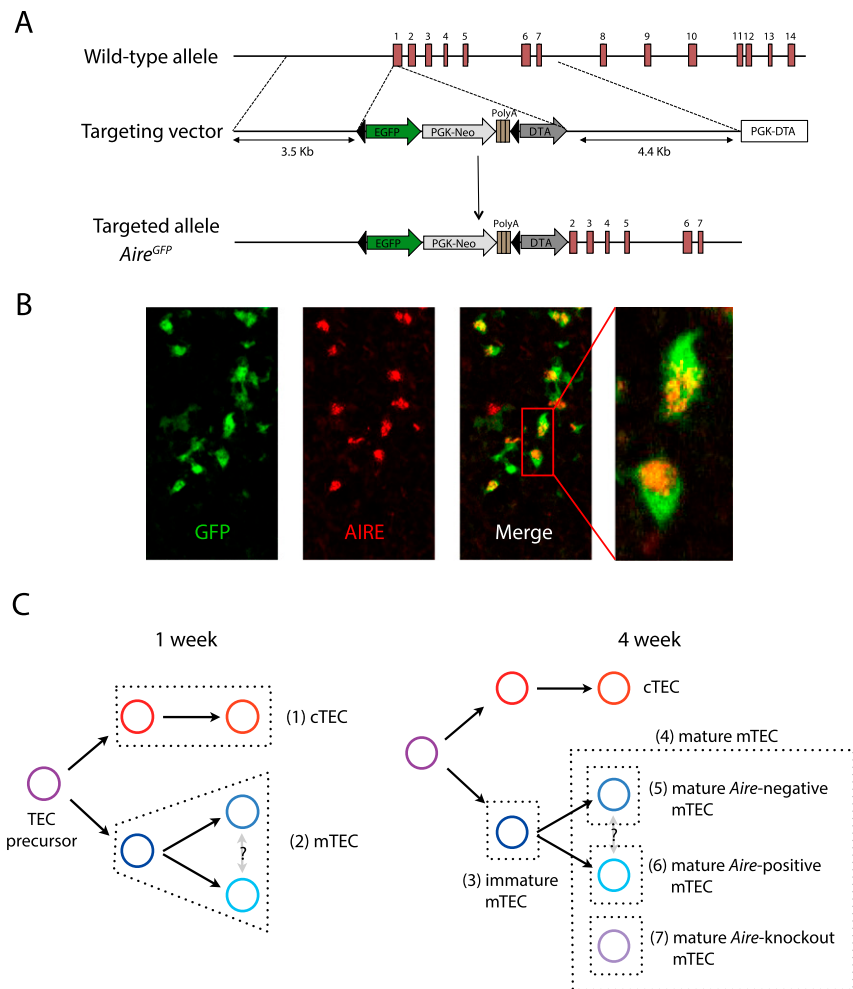 A
1 2 3 4 5 6 7 8 9 10 11 12 13 14
Wild-type allele
Targeting vector
EGFP PGK-Neo PolyA DTA PGK-DTA
3.5 Kb 4.4 Kb
Targeted allele
Aire^GFP
EGFP PGK-Neo PolyA DTA 2 3 4 5 6 7
B
GFP
AIRE
Merge
C
1 week
TEC
precursor
(1) cTEC
(2) mTEC
?
4 week
cTEC
(4) mature mTEC
(3) immature
mTEC
(5) mature Aire-negative
mTEC
?
(6) mature Aire-positive
mTEC
(7) mature Aire-knockout
mTEC